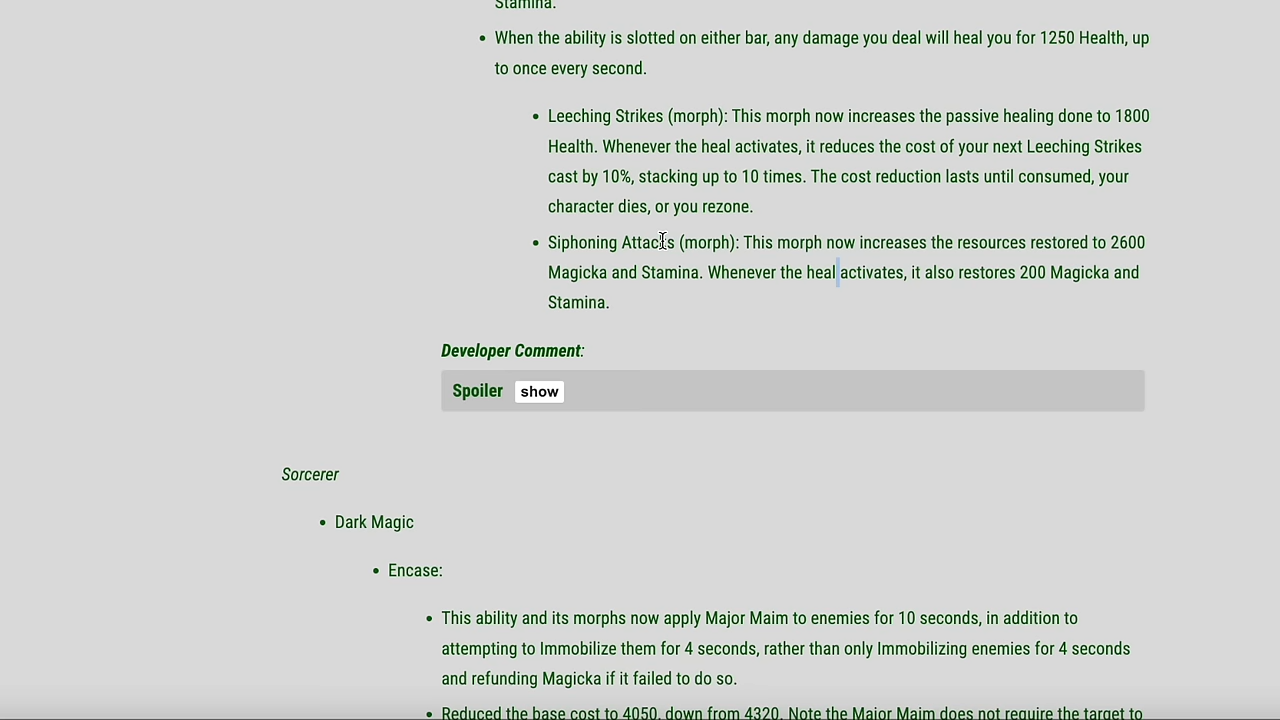 Stamina.
When the ability is slotted on either bar, any damage you deal will heal you for 1250 Health, up
to once every second.
Leeching Strikes (morph): This morph now increases the passive healing done to 1800
Health. Whenever the heal activates, it reduces the cost of your next Leeching Strikes
cast by 10%, stacking up to 10 times. The cost reduction lasts until consumed, your
character dies, or you rezone.
Siphoning Attacks (morph): This morph now increases the resources restored to 2600
Magicka and Stamina. Whenever the heal activates, it also restores 200 Magicka and
Stamina.
Developer Comment:
Spoiler show
Sorcerer
Dark Magic
Encase:
This ability and its morphs now apply Major Maim to enemies for 10 seconds, in addition to
attempting to Immobilize them for 4 seconds, rather than only Immobilizing enemies for 4 seconds
and refunding Magicka if it failed to do so.
Reduced the base cost to 4050, down from 4320. Note the Major Maim does not require the target to